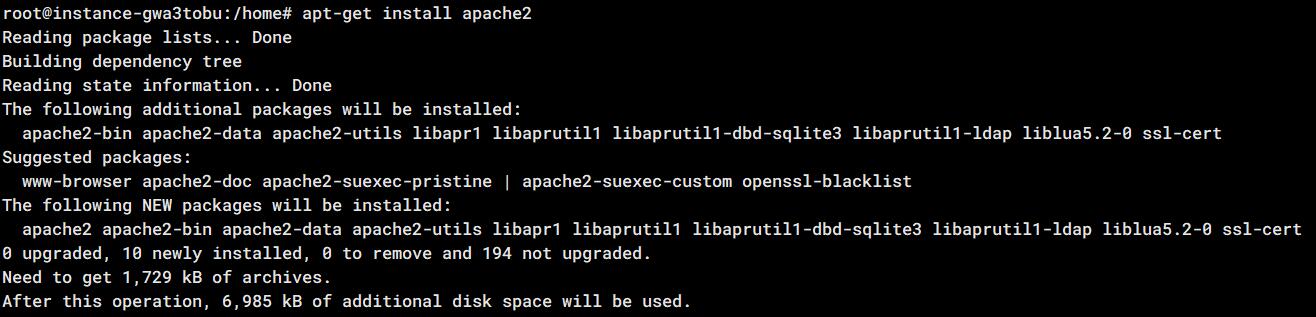 root@instance-gwa3tobu:/home# apt-get install apache2
Reading package lists... Done
Building dependency tree
Reading state information... Done
The following additional packages will be installed:
  apache2-bin apache2-data apache2-utils libapr1 libaprutil1 libaprutil1-dbd-sqlite3 libaprutil1-ldap liblua5.2-0 ssl-cert
Suggested packages:
  www-browser apache2-doc apache2-suexec-pristine | apache2-suexec-custom openssl-blacklist
The following NEW packages will be installed:
  apache2 apache2-bin apache2-data apache2-utils libapr1 libaprutil1 libaprutil1-dbd-sqlite3 libaprutil1-ldap liblua5.2-0 ssl-cert
0 upgraded, 10 newly installed, 0 to remove and 194 not upgraded.
Need to get 1,729 kB of archives.
After this operation, 6,985 kB of additional disk space will be used.